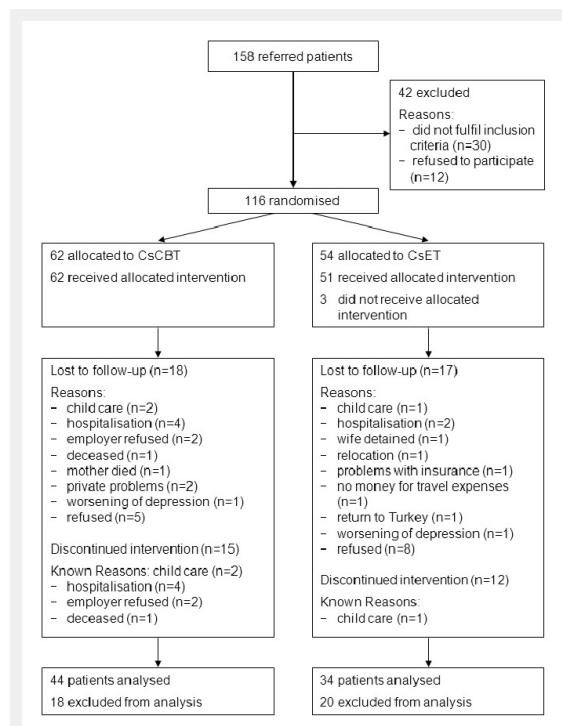 158 referred patients
42 excluded
Reasons:
- did not fulfil inclusion
criteria (n=30)
- refused to participate
(n=12)
116 randomised
62 allocated to CsCBT
62 received allocated intervention
54 allocated to CsET
51 received allocated intervention
3 did not receive allocated
intervention
Lost to follow-up (n=18)
Reasons:
- child care (n=2)
- hospitalisation (n=4)
- employer refused (n=2)
- deceased (n=1)
- mother died (n=1)
- private problems (n=2)
- worsening of depression (n=1)
- refused (n=5)
Discontinued intervention (n=15)
Known Reasons: child care (n=2)
- hospitalisation (n=4)
- employer refused (n=2)
- deceased (n=1)
Lost to follow-up (n=17)
Reasons:
- child care (n=1)
- hospitalisation (n=2)
- wife detained (n=1)
- relocation (n=1)
- problems with insurance (n=1)
- no money for travel expenses
(n=1)
- return to Turkey (n=1)
- worsening of depression (n=1)
- refused (n=8)
Discontinued intervention (n=12)
Known Reasons:
- child care (n=1)
44 patients analysed
18 excluded from analysis
34 patients analysed
20 excluded from analysis